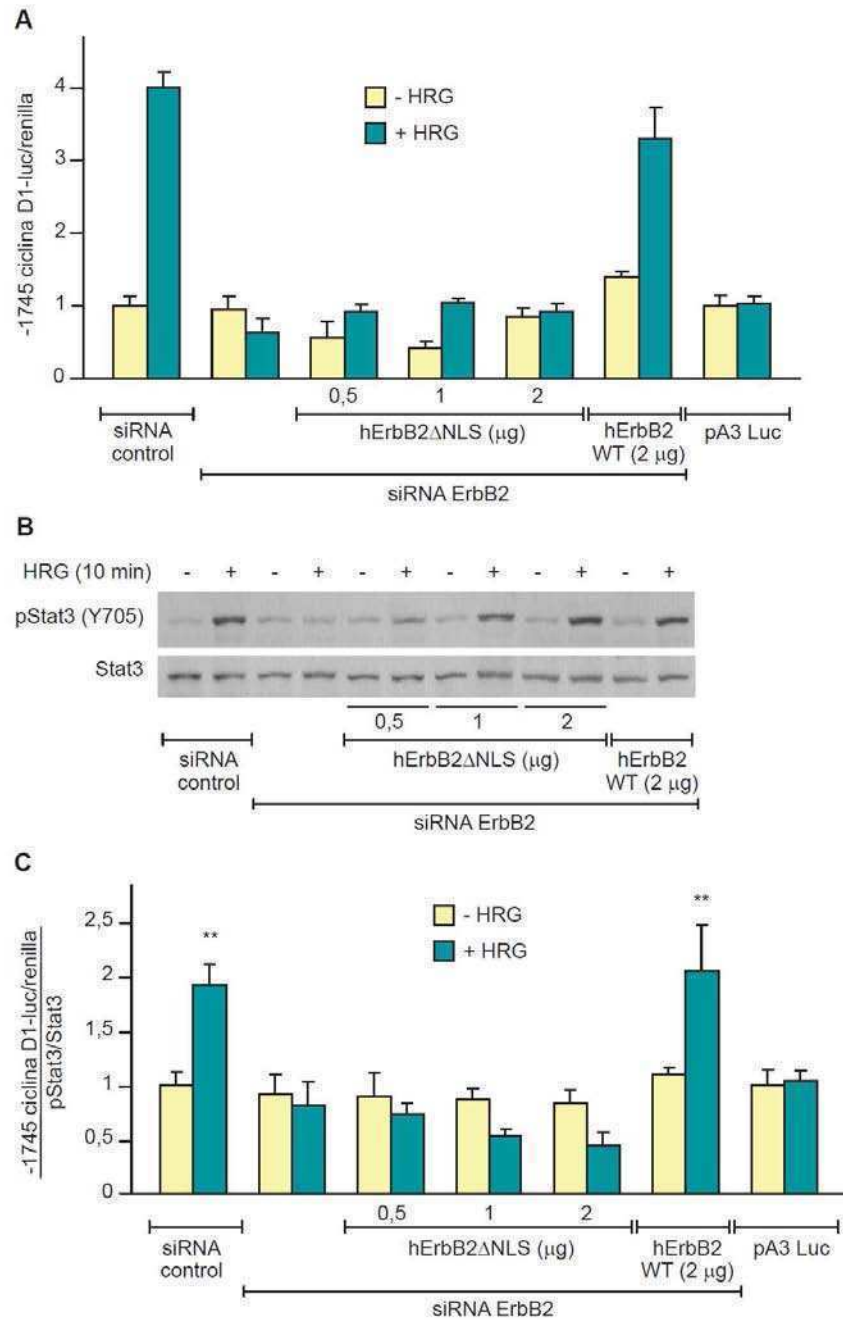 A
-1745 ciclina D1-luc/renilla
4
3
2
1
0
- HRG
+ HRG
0,5 1 2
siRNA control
hErbB2ΔNLS (μg)
hErbB2 WT (2 μg)
pA3 Luc
siRNA ErbB2
B
HRG (10 min) - + - + - + - + - + - +
pStat3 (Y705)
Stat3
0,5 1 2
siRNA control
hErbB2ΔNLS (μg)
hErbB2 WT (2 μg)
siRNA ErbB2
C
-1745 ciclina D1-luc/renilla
pStat3/Stat3
2,5
2
1,5
1
0,5
0
- HRG
+ HRG
**
**
0,5 1 2
siRNA control
hErbB2ΔNLS (μg)
hErbB2 WT (2 μg)
pA3 Luc
siRNA ErbB2